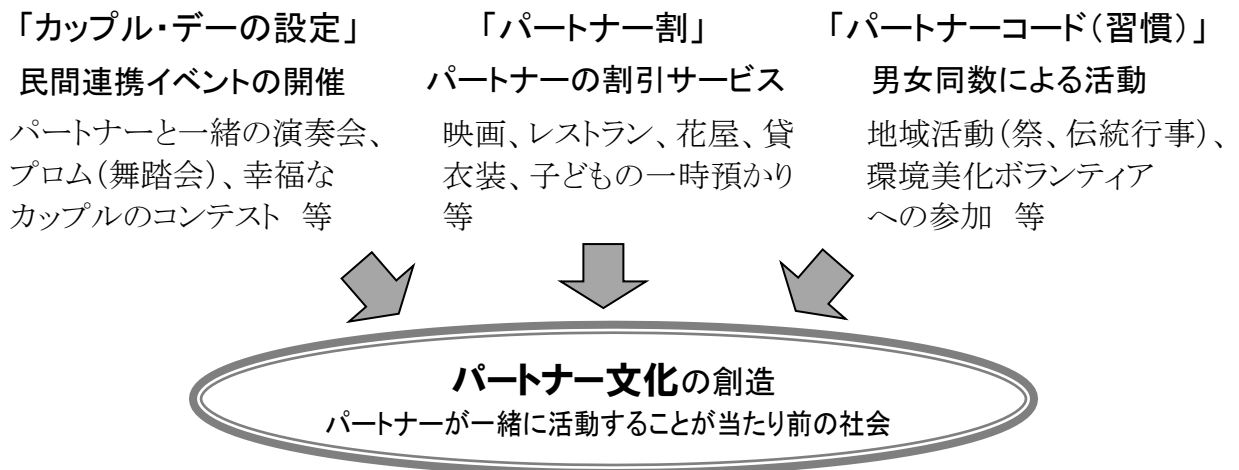 「カップル・デーの設定」
民間連携イベントの開催
パートナーと一緒の演奏会、
プロム(舞踏会)、幸福な
カップルのコンテスト 等
「パートナー割」
パートナーの割引サービス
映画、レストラン、花屋、貸
衣装、子どもの一時預かり
等
「パートナーコード(習慣)」
男女同数による活動
地域活動(祭、伝統行事)、
環境美化ボランティア
への参加 等
パートナー文化の創造
パートナーが一緒に活動することが当たり前の社会